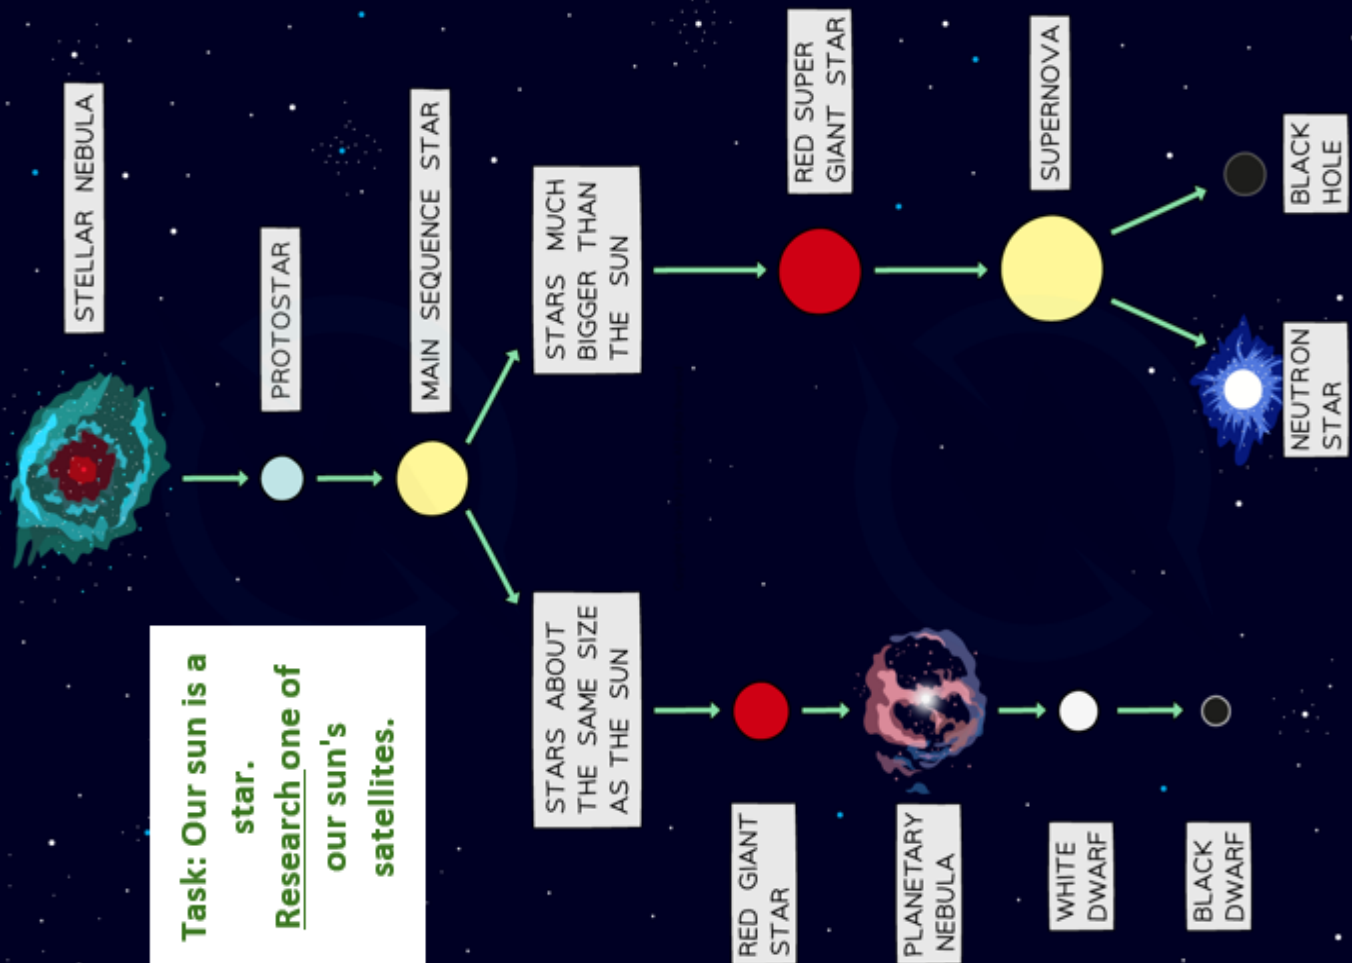 STELLAR NEBULA
PROTOSTAR
MAIN SEQUENCE STAR
Task: Our sun is a
star.
Research one of
our sun's
satellites.
STARS ABOUT
THE SAME SIZE
AS THE SUN
STARS MUCH
BIGGER THAN
THE SUN
RED GIANT
STAR
PLANETARY
NEBULA
WHITE
DWARF
BLACK
DWARF
RED SUPER
GIANT STAR
SUPERNOVA
NEUTRON
STAR
BLACK
HOLE